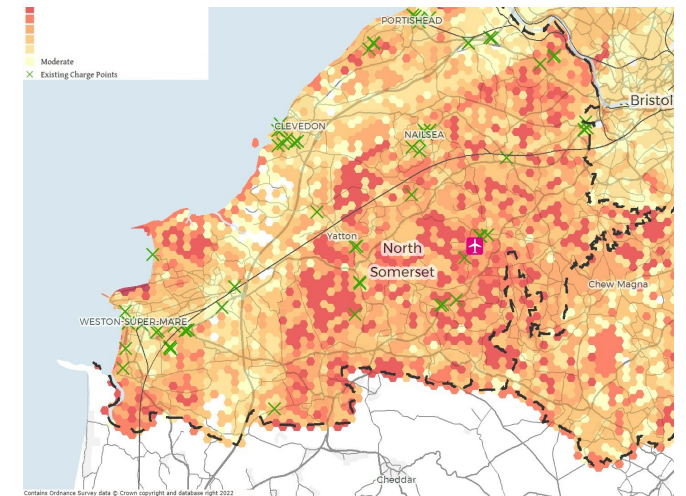 PORTISHEAD
Moderate
Existing Charge Points
Bristol
CLEVEDON
NAILSEA
Yatton
North
Somerset
Chew Magna
WESTON-SUPER-MARE
Cheddar
Contains Ordnance Survey data © Crown copyright and database right 2022